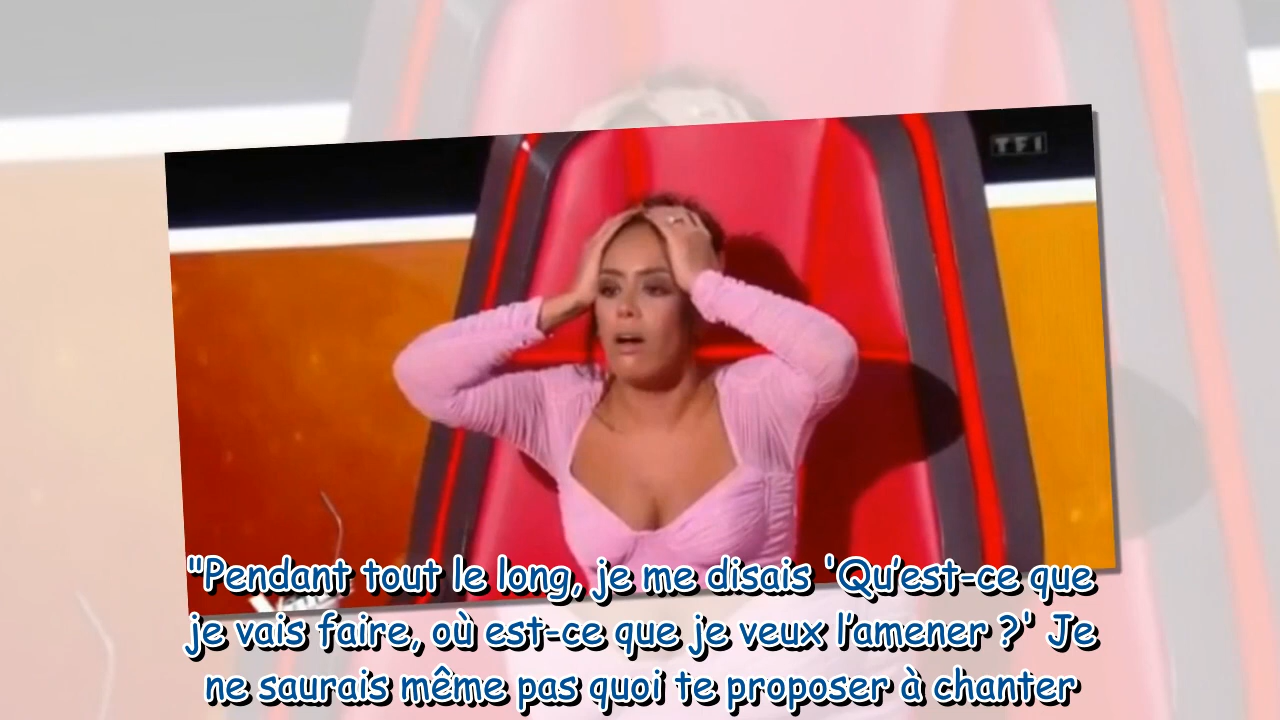 TF1
"Pendant tout le long, je me disais 'Qu'est-ce que
je vais faire, où est-ce que je veux l'amener ?' Je
ne saurais même pas quoi te proposer à chanter